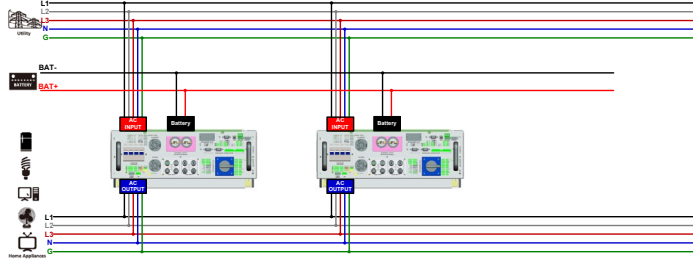 L1
L2
L3
N
G
Utility
BAT-
BATTERY
BAT+
AC
INPUT
Battery
AC
INPUT
Battery
AC
OUTPUT
AC
OUTPUT
L1
L2
L3
N
G
Home Appliances